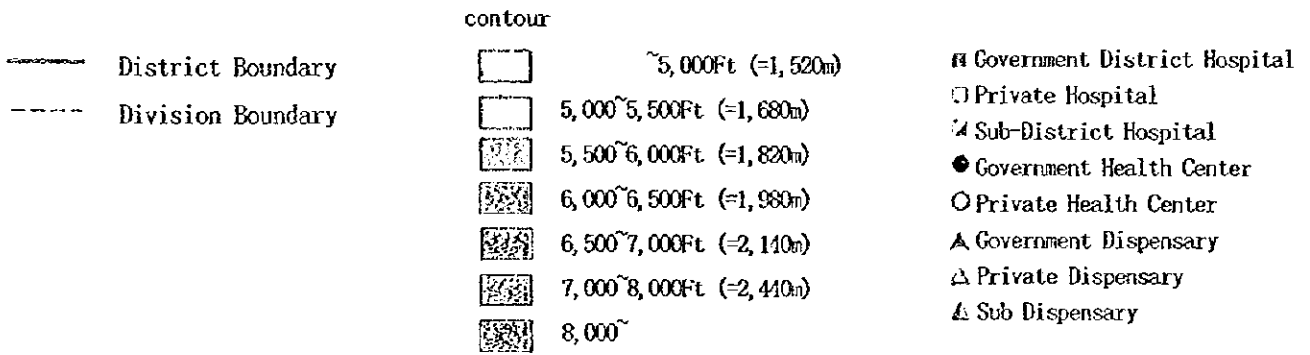 contour
District Boundary
Division Boundary
~5,000Ft (=1,520m)
5,000~5,500Ft (=1,680m)
5,500~6,000Ft (=1,820m)
6,000~6,500Ft (=1,980m)
6,500~7,000Ft (=2,140m)
7,000~8,000Ft (=2,440m)
8,000~
Government District Hospital
Private Hospital
Sub-District Hospital
Government Health Center
Private Health Center
Government Dispensary
Private Dispensary
Sub Dispensary